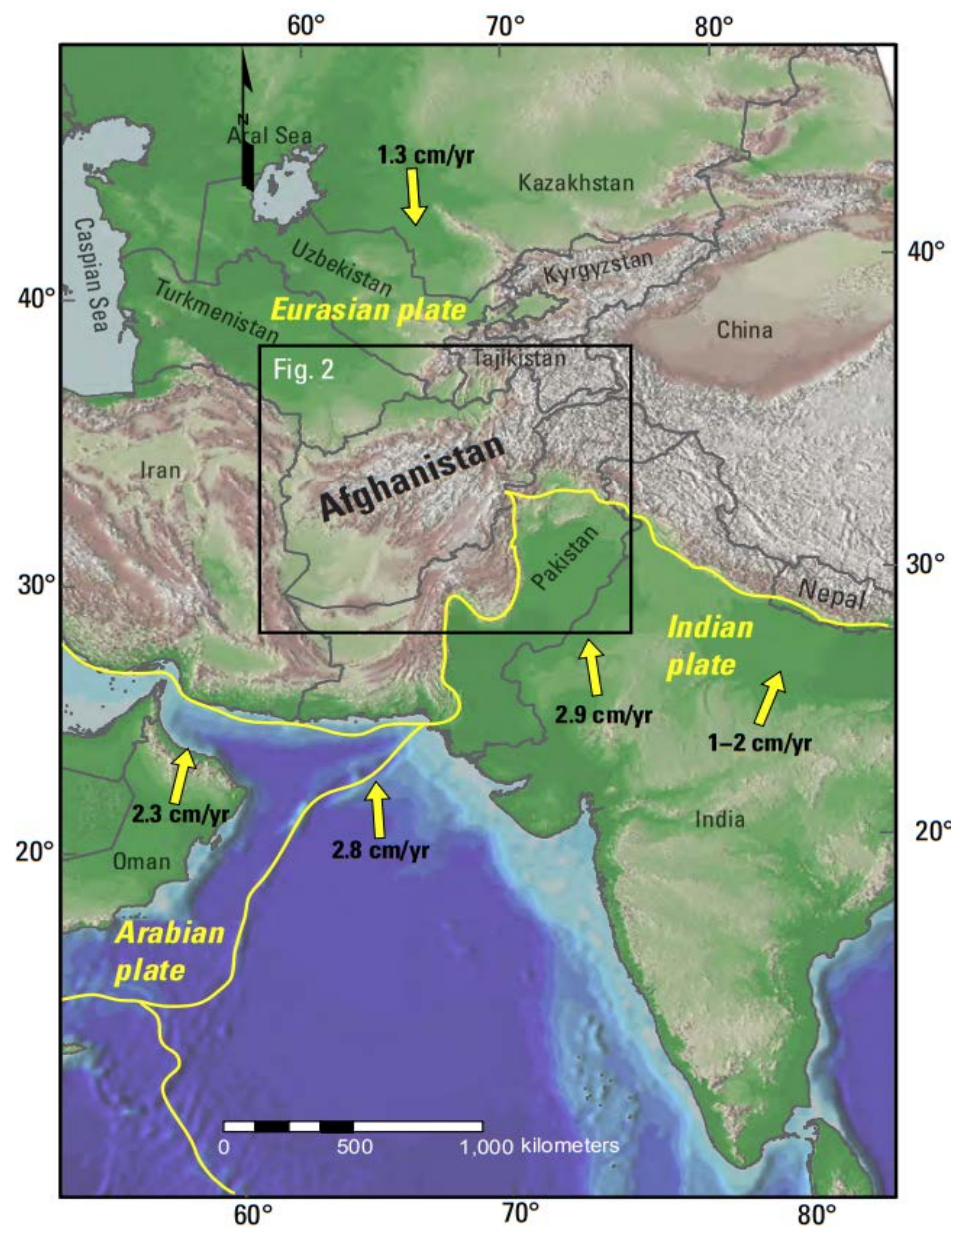 60°
70°
80°
N
Aral Sea
1.3 cm/yr
Kazakhstan
Caspian Sea
Uzbekistan
Kyrgyzstan
40°
40°
Turkmenistan
Eurasian plate
China
Fig. 2
Tajikistan
Iran
Afghanistan
Pakistan
30°
30°
Nepal
Indian
plate
2.9 cm/yr
1–2 cm/yr
2.3 cm/yr
2.8 cm/yr
India
20°
20°
Oman
Arabian
plate
0 500 1,000 kilometers
60°
70°
80°